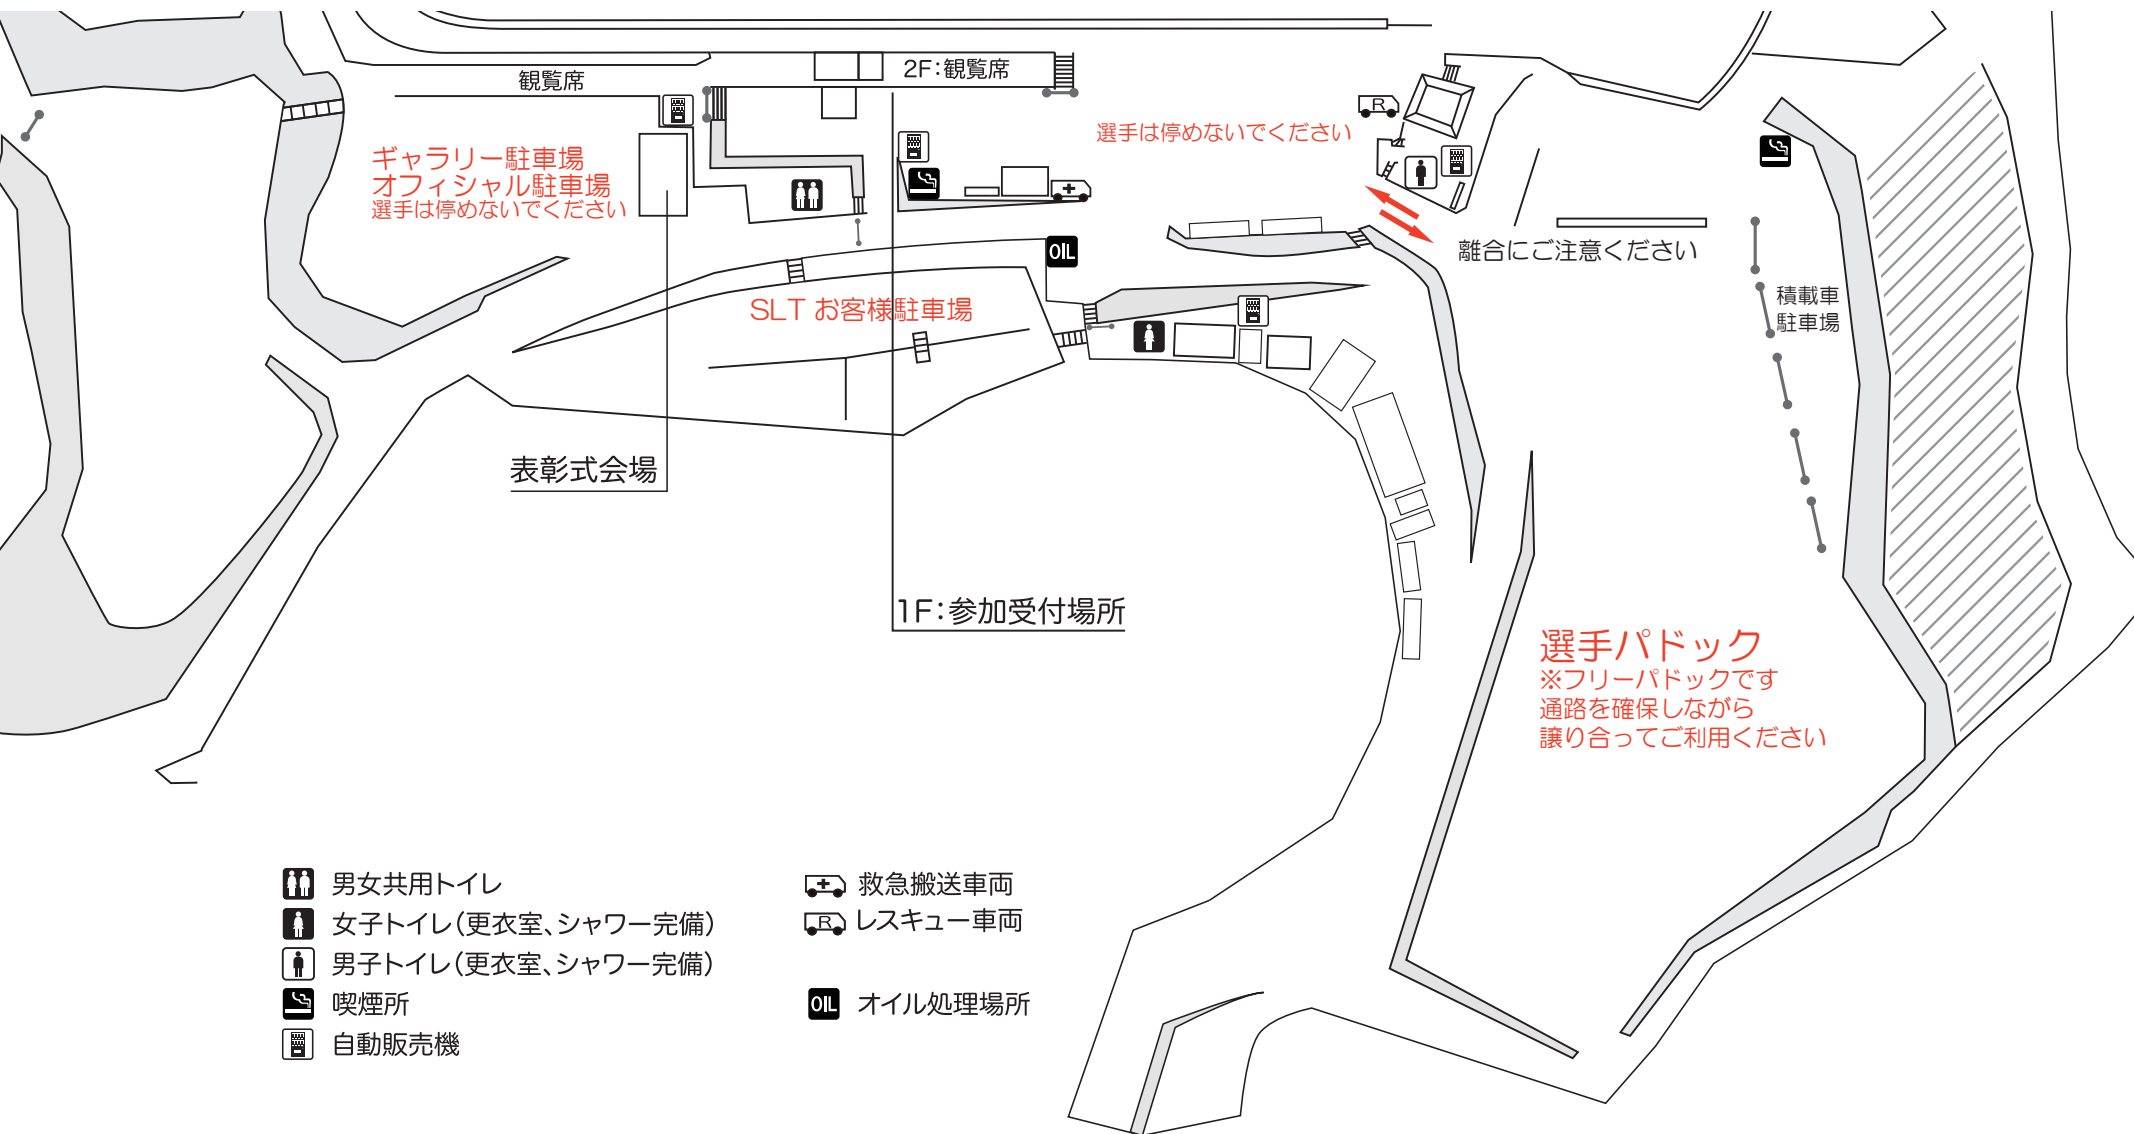 観覧席
2F:観覧席
R
選手は停めないでください
ギャラリー駐車場
オフィシャル駐車場
選手は停めないでください
離合にご注意ください
OIL
SLT お客様駐車場
積載車
駐車場
表彰式会場
1F:参加受付場所
選手パドック
※フリーパドックです
通路を確保しながら
譲り合ってご利用ください
男女共用トイレ
女子トイレ(更衣室、シャワー完備)
男子トイレ(更衣室、シャワー完備)
喫煙所
自動販売機
救急搬送車両
R レスキュー車両
OIL オイル処理場所